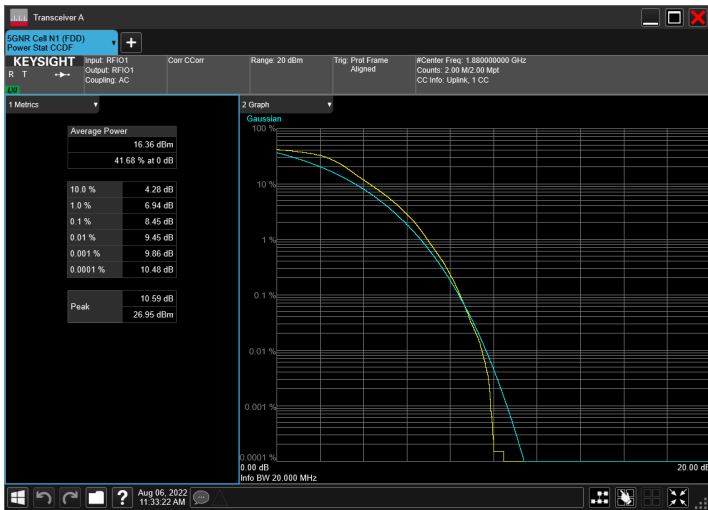 Transceiver A
5GNR Cell N1 (FDD)
Power Stat CCDF
KEYSIGHT
R T
LXI
Input: RFIO1
Output: RFIO1
Coupling: AC
Corr CCorr
Range: 20 dBm
Trig: Prot Frame
Aligned
#Center Freq: 1.880000000 GHz
Counts: 2.00 M/2.00 Mpt
CC Info: Uplink, 1 CC
1 Metrics
Average Power
16.36 dBm
41.68 % at 0 dB
10.0 % 4.28 dB
1.0 % 6.94 dB
0.1 % 8.45 dB
0.01 % 9.45 dB
0.001 % 9.86 dB
0.0001 % 10.48 dB
Peak
10.59 dB
26.95 dBm
2 Graph
Gaussian
100 %
10 %
1 %
0.1 %
0.01 %
0.001 %
0.0001 %
0.00 dB 20.00 dB
Info BW 20.000 MHz
Aug 06, 2022
11:33:22 AM